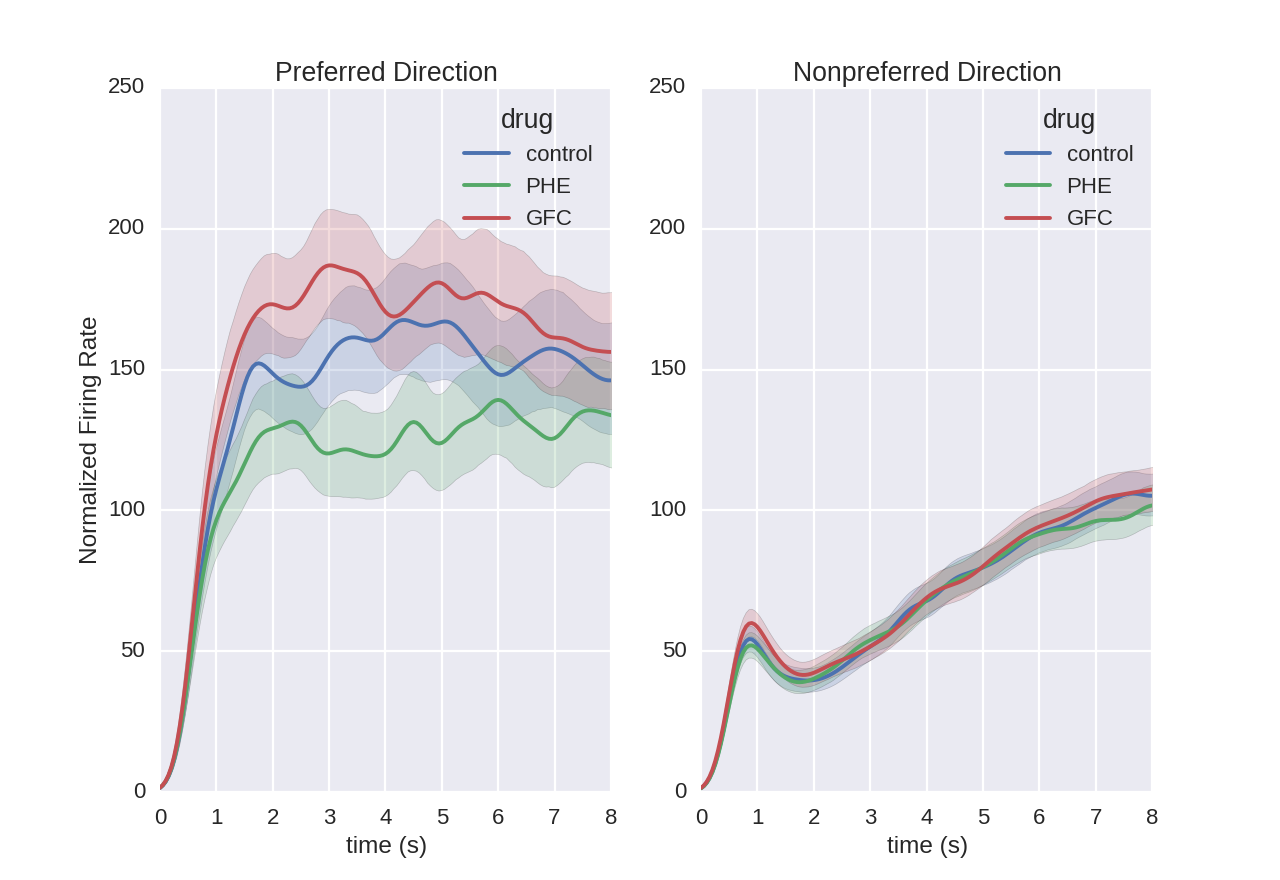 Preferred Direction
250
200
150
100
50
0
Normalized Firing Rate
drug
control
PHE
GFC
0 1 2 3 4 5 6 7 8
time (s)
Nonpreferred Direction
250
200
150
100
50
0
drug
control
PHE
GFC
0 1 2 3 4 5 6 7 8
time (s)